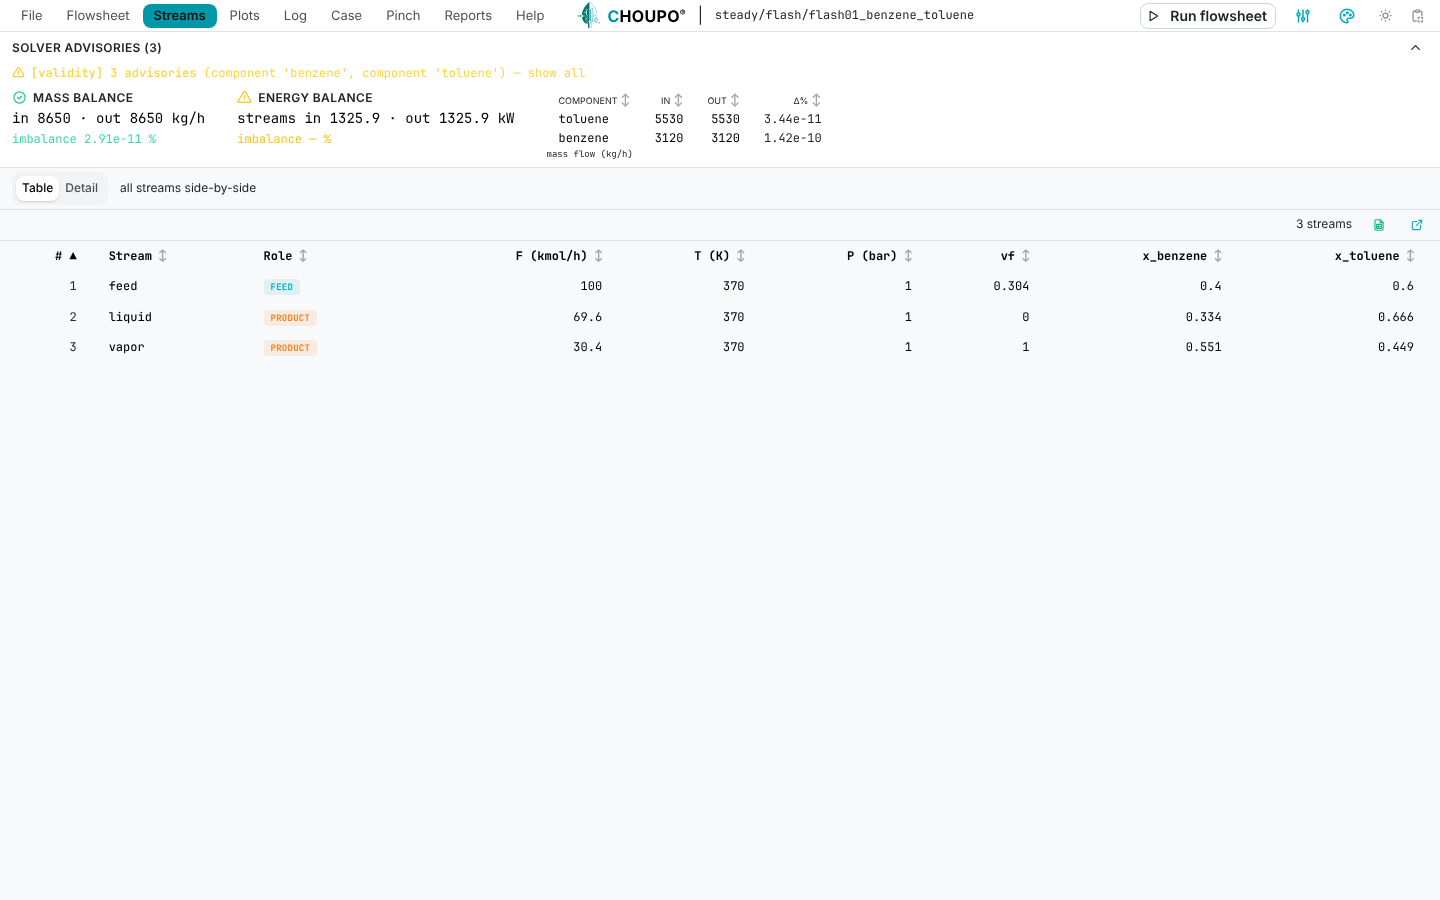 File Flowsheet Streams Plots Log Case Pinch Reports Help CHOUPO® steady/flash/flash01_benzene_toluene Run flowsheet
SOLVER ADVISORIES (3)
[validity] 3 advisories (component 'benzene', component 'toluene') — show all
MASS BALANCE
in 8650 · out 8650 kg/h
imbalance 2.91e-11 %
ENERGY BALANCE
streams in 1325.9 · out 1325.9 kW
imbalance — %
COMPONENT IN OUT Δ%
toluene 5530 5530 3.44e-11
benzene 3120 3120 1.42e-10
mass flow (kg/h)
Table Detail all streams side-by-side
3 streams
# ▲ Stream Role F (kmol/h) T (K) P (bar) vf x_benzene x_toluene
1 feed FEED 100 370 1 0.304 0.4 0.6
2 liquid PRODUCT 69.6 370 1 0 0.334 0.666
3 vapor PRODUCT 30.4 370 1 1 0.551 0.449